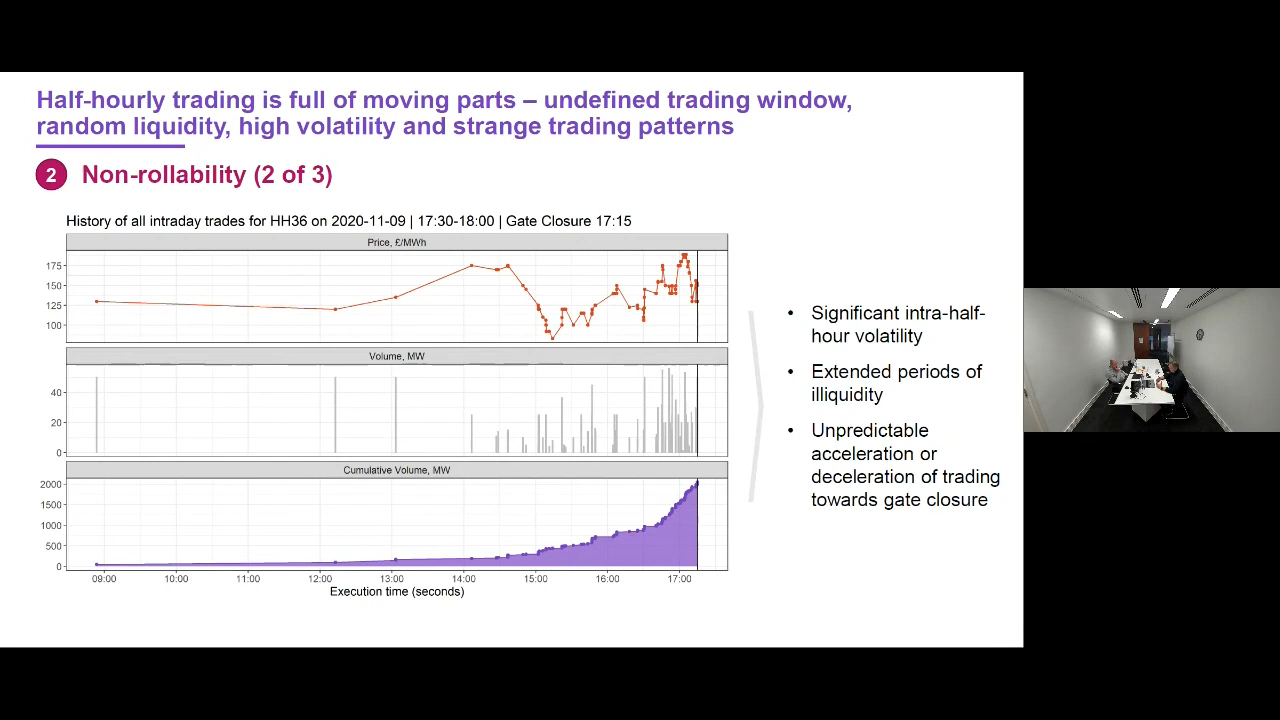 Half-hourly trading is full of moving parts – undefined trading window,
random liquidity, high volatility and strange trading patterns
2 Non-rollability (2 of 3)
History of all intraday trades for HH36 on 2020-11-09 | 17:30-18:00 | Gate Closure 17:15
Price, £/MWh
175
150
125
100
Volume, MW
40
20
0
Cumulative Volume, MW
2000
1500
1000
500
0
09:00 10:00 11:00 12:00 13:00 14:00 15:00 16:00 17:00
Execution time (seconds)
• Significant intra-half-
hour volatility
• Extended periods of
illiquidity
• Unpredictable
acceleration or
deceleration of trading
towards gate closure